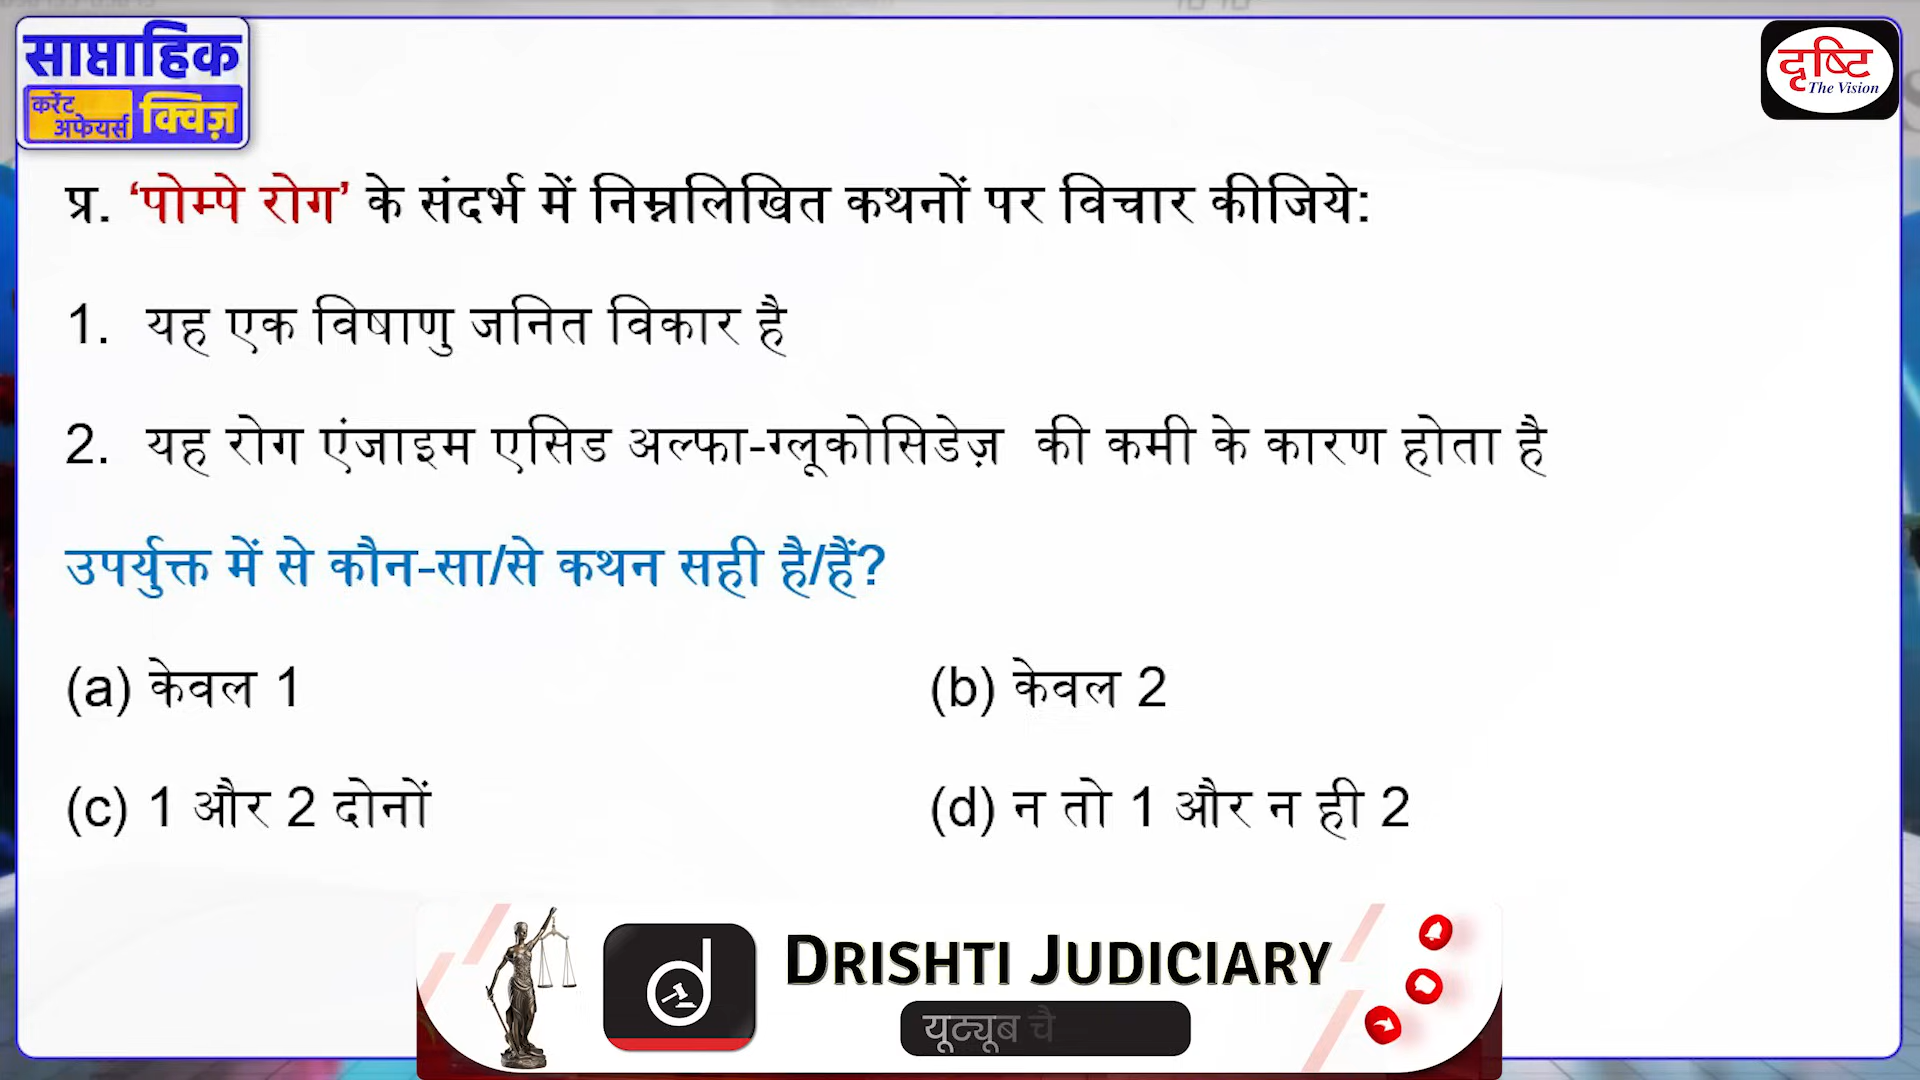 साप्ताहिक
करेंट
अफेयर्स
क्विज़
दृष्टि
The Vision
प्र. ‘पोम्पे रोग’ के संदर्भ में निम्नलिखित कथनों पर विचार कीजिये:
1. यह एक विषाणु जनित विकार है
2. यह रोग एंजाइम एसिड अल्फा-ग्लूकोसिडेज़ की कमी के कारण होता है
उपर्युक्त में से कौन-सा/से कथन सही है/हैं?
(a) केवल 1
(b) केवल 2
(c) 1 और 2 दोनों
(d) न तो 1 और न ही 2
DRISHTI JUDICIARY
यूट्यूब चै